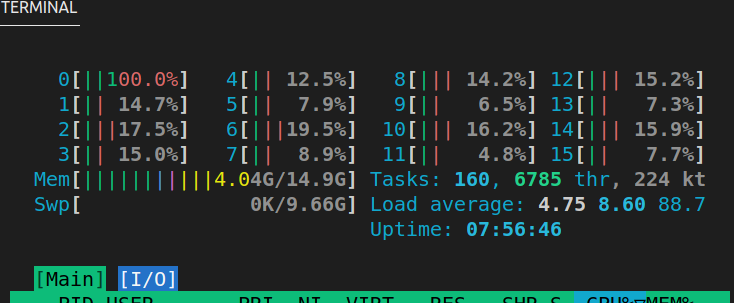 TERMINAL
0[||100.0%] 4[|| 12.5%] 8[||| 14.2%] 12[||| 15.2%]
1[|| 14.7%] 5[|| 7.9%] 9[|| 6.5%] 13[|| 7.3%]
2[|||17.5%] 6[|||19.5%] 10[||| 16.2%] 14[||| 15.9%]
3[|| 15.0%] 7[|| 8.9%] 11[|| 4.8%] 15[|| 7.7%]
Mem[|||||||||||4.04G/14.9G] Tasks: 160, 6785 thr, 224 kt
Swp[ 0K/9.66G] Load average: 4.75 8.60 88.7
Uptime: 07:56:46
[Main] [I/O]
PID USER PRI NI VIRT RES SHR S CPU%▽MEM%